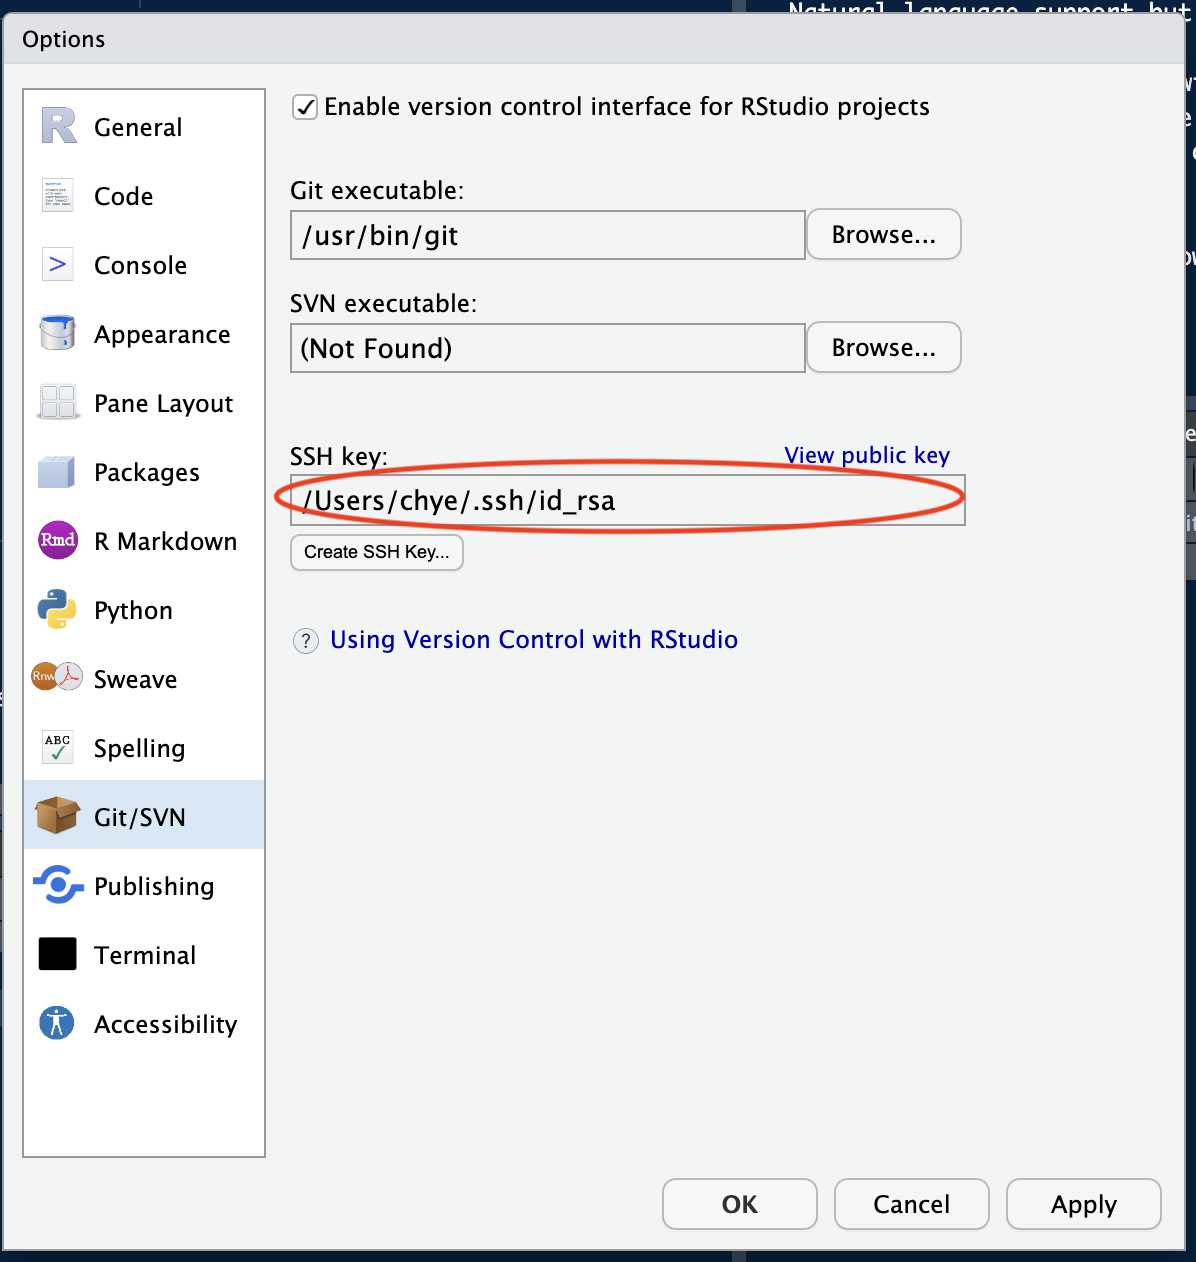 Natural language support but
Options
General
Code
Console
Appearance
Pane Layout
Packages
Rmd
R Markdown
Python
Rnw
Sweave
ABC
Spelling
Git/SVN
Publishing
Terminal
Accessibility
Enable version control interface for RStudio projects
Git executable:
/usr/bin/git
Browse...
SVN executable:
(Not Found)
Browse...
SSH key:
View public key
/Users/chye/.ssh/id_rsa
Create SSH Key...
? Using Version Control with RStudio
OK
Cancel
Apply